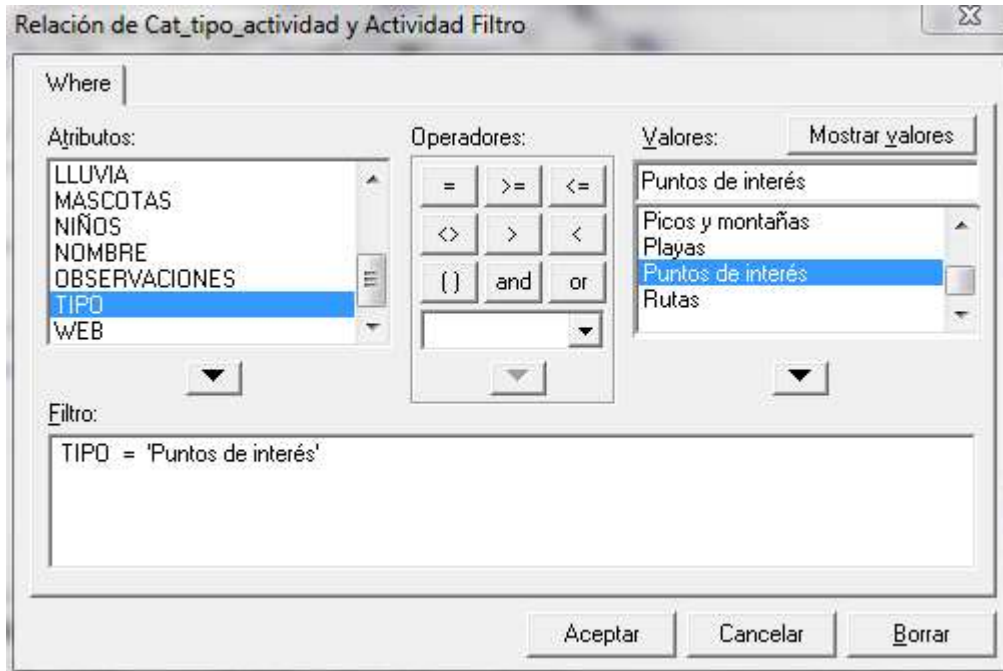 Relación de Cat_tipo_actividad y Actividad Filtro
Where
Atributos:
LLUVIA
MASCOTAS
NIÑOS
NOMBRE
OBSERVACIONES
TIPO
WEB
Operadores:
= >= <=
<> > <
( ) and or
Valores:
Mostrar valores
Puntos de interés
Picos y montañas
Playas
Puntos de interés
Rutas
Filtro:
TIPO = 'Puntos de interés'
Aceptar Cancelar Borrar